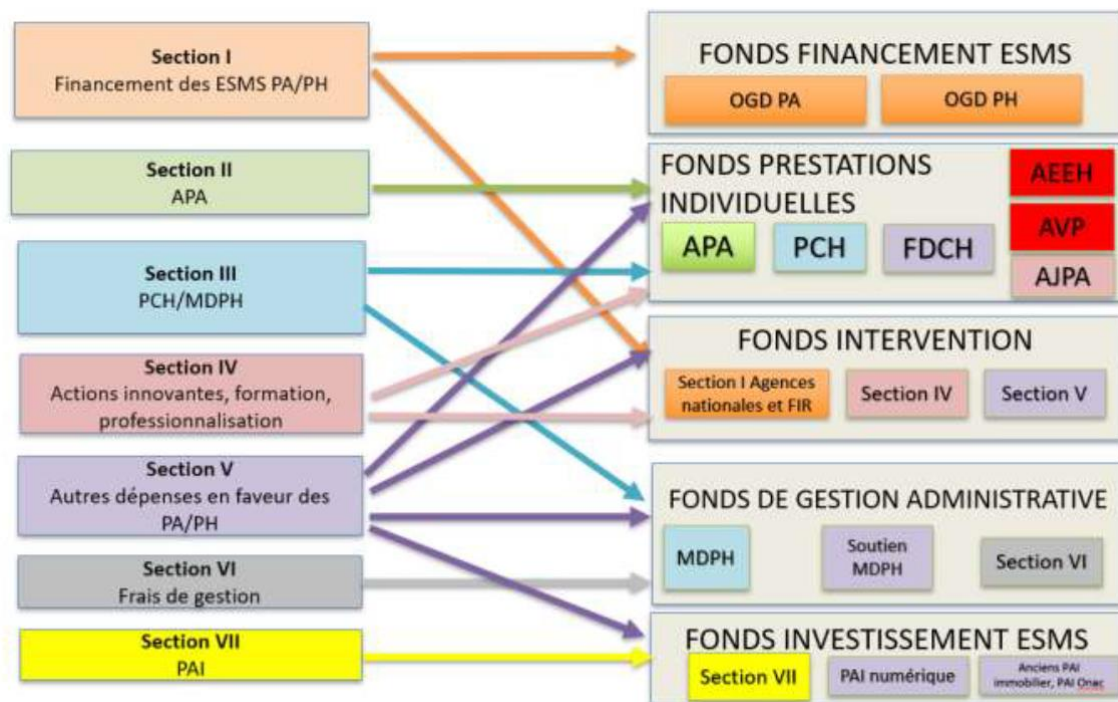 Section I
Financement des ESMS PA/PH
Section II
APA
Section III
PCH/MDPH
Section IV
Actions innovantes, formation,
professionnalisation
Section V
Autres dépenses en faveur des
PA/PH
Section VI
Frais de gestion
Section VII
PAI
FONDS FINANCEMENT ESMS
OGD PA
OGD PH
FONDS PRESTATIONS
INDIVIDUELLES
APA
PCH
FDCH
AEEH
AVP
AJPA
FONDS INTERVENTION
Section I Agences
nationales et FIR
Section IV
Section V
FONDS DE GESTION ADMINISTRATIVE
MDPH
Soutien
MDPH
Section VI
FONDS INVESTISSEMENT ESMS
Section VII
PAI numérique
Anciens PAI
immobilier, PAI Onac